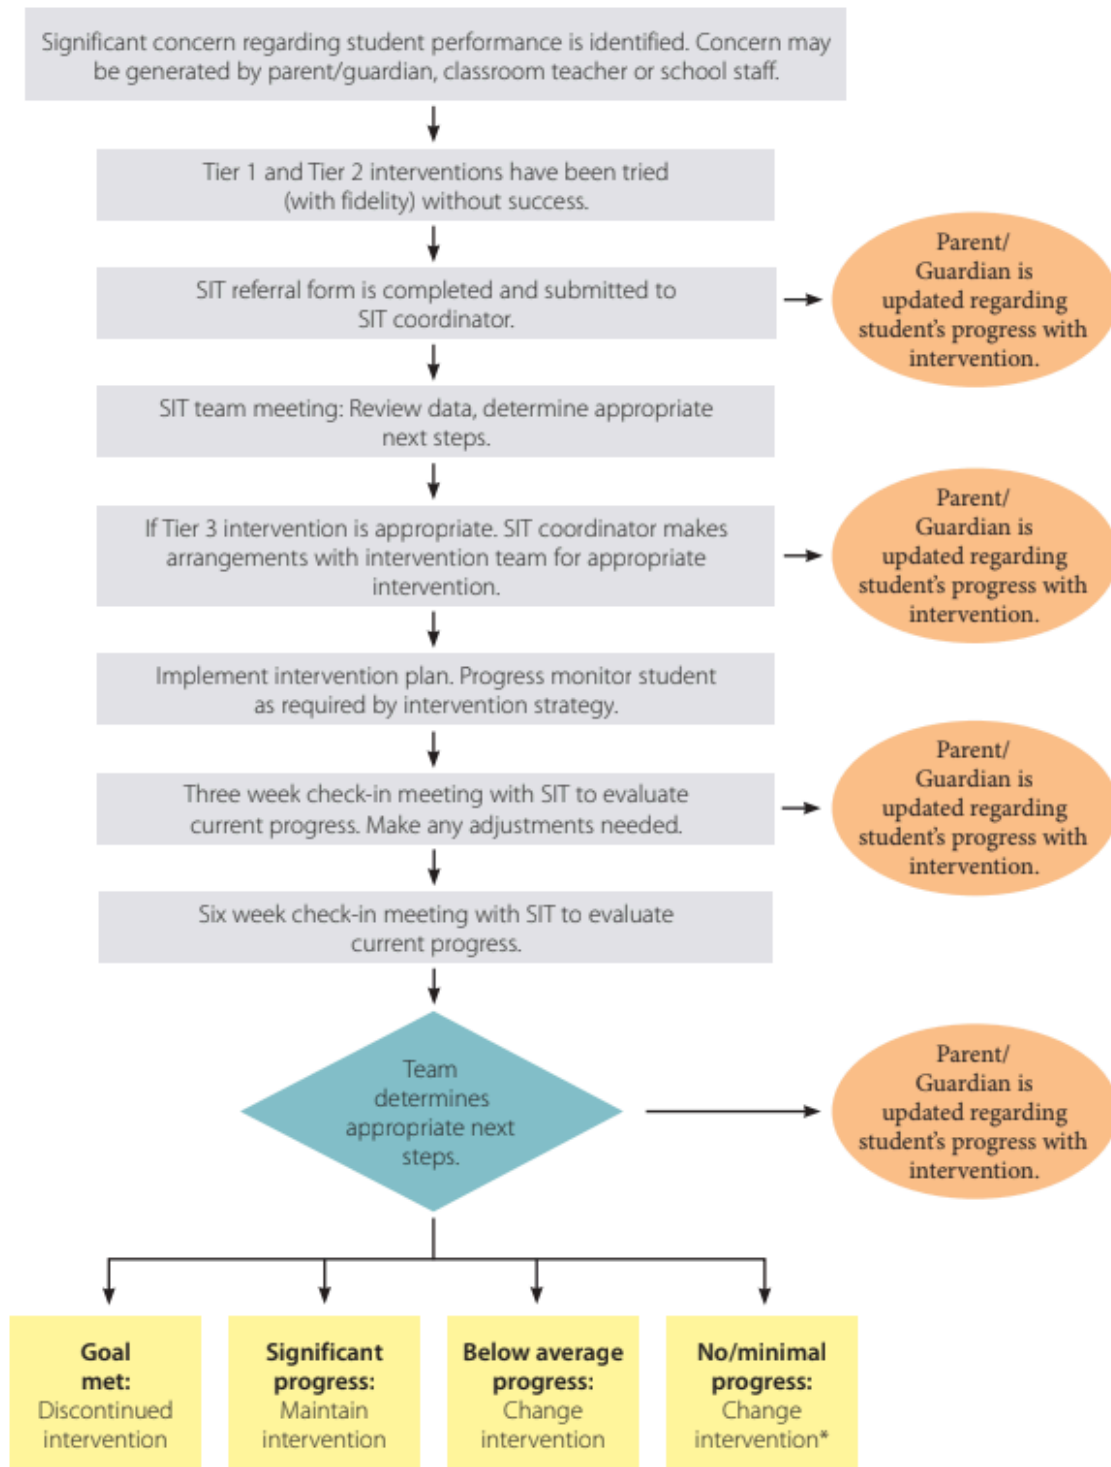 Significant concern regarding student performance is identified. Concern may
be generated by parent/guardian, classroom teacher or school staff.
Tier 1 and Tier 2 interventions have been tried
(with fidelity) without success.
SIT referral form is completed and submitted to
SIT coordinator.
Parent/
Guardian is
updated regarding
student's progress with
intervention.
SIT team meeting: Review data, determine appropriate
next steps.
If Tier 3 intervention is appropriate. SIT coordinator makes
arrangements with intervention team for appropriate
intervention.
Parent/
Guardian is
updated regarding
student's progress with
intervention.
Implement intervention plan. Progress monitor student
as required by intervention strategy.
Three week check-in meeting with SIT to evaluate
current progress. Make any adjustments needed.
Parent/
Guardian is
updated regarding
student's progress with
intervention.
Six week check-in meeting with SIT to evaluate
current progress.
Team
determines
appropriate next
steps.
Parent/
Guardian is
updated regarding
student's progress with
intervention.
Goal
met:
Discontinued
intervention
Significant
progress:
Maintain
intervention
Below average
progress:
Change
intervention
No/minimal
progress:
Change
intervention*